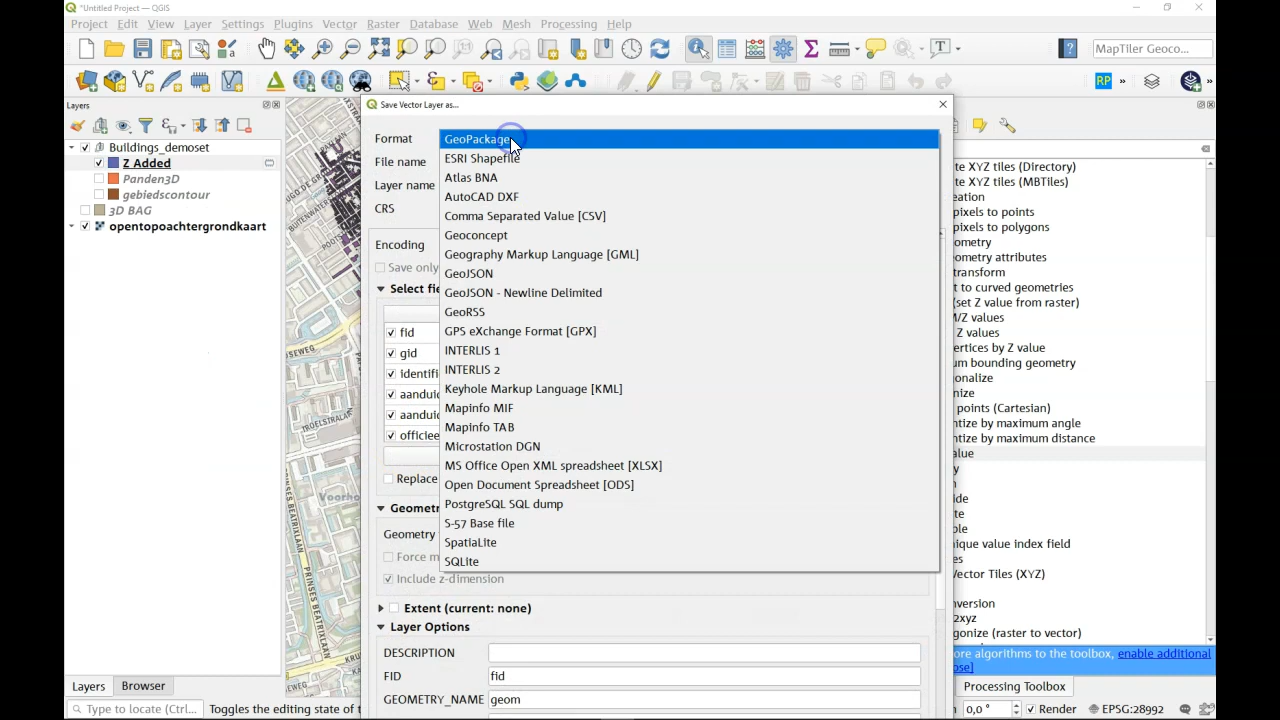 *Untitled Project — QGIS
Project Edit View Layer Settings Plugins Vector Raster Database Web Mesh Processing Help
MapTiler Geoco...
RP » »
Layers
Save Vector Layer as...
Format
GeoPackage
File name
ESRI Shapefile
Layer name
Atlas BNA
CRS
AutoCAD DXF
Comma Separated Value [CSV]
Geoconcept
Encoding
Geography Markup Language [GML]
Save only
GeoJSON
Select fie
GeoJSON - Newline Delimited
GeoRSS
fid
GPS eXchange Format [GPX]
gid
INTERLIS 1
identifi
INTERLIS 2
aanduid
Keyhole Markup Language [KML]
aanduid
Mapinfo MIF
officiee
Mapinfo TAB
Microstation DGN
MS Office Open XML spreadsheet [XLSX]
Replace
Open Document Spreadsheet [ODS]
Geometr
PostgreSQL SQL dump
S-57 Base file
Geometry
SpatiaLite
Force m
SQLite
Include z-dimension
Extent (current: none)
Layer Options
DESCRIPTION
FID fid
GEOMETRY_NAME geom
Buildings_demoset
Z Added
Panden3D
gebiedscontour
3D BAG
opentopoachtergrondkaart
Voorho
PRINSES BEATRIXLAAN
te XYZ tiles (Directory)
te XYZ tiles (MBTiles)
eation
pixels to points
pixels to polygons
ometry
ometry attributes
transform
t to curved geometries
(set Z value from raster)
M/Z values
Z values
ertices by Z value
um bounding geometry
onalize
nize
points (Cartesian)
ntize by maximum angle
ntize by maximum distance
alue
y
n
ide
te
ble
ique value index field
es
Vector Tiles (XYZ)
nversion
2xyz
gonize (raster to vector)
ore algorithms to the toolbox, enable additional
ose]
Layers Browser
Processing Toolbox
Type to locate (Ctrl... Toggles the editing state of t
n 0,0 ° Render EPSG:28992